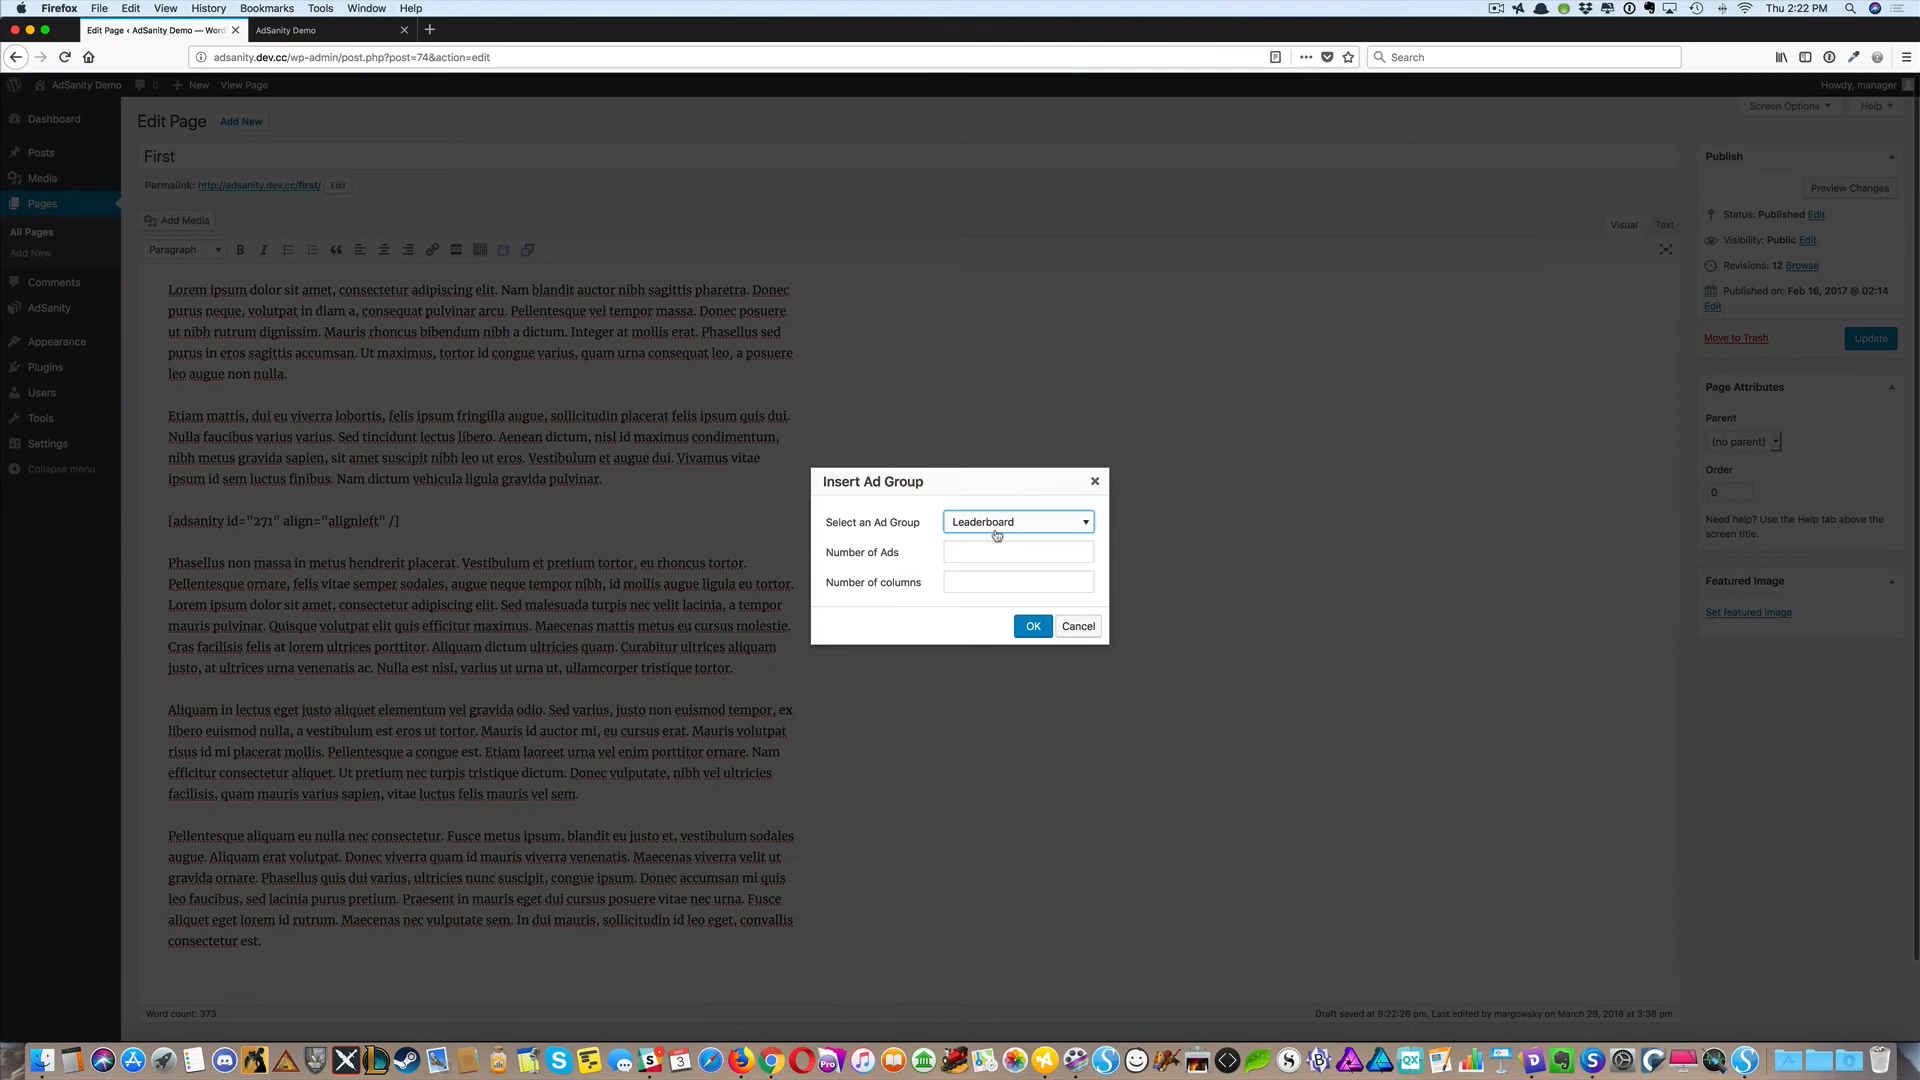 Firefox File Edit View History Bookmarks Tools Window Help Thu 2:22 PM
Edit Page ‹ AdSanity Demo — Word AdSanity Demo
adsanity.dev.cc/wp-admin/post.php?post=74&action=edit Search
AdSanity Demo 0 New View Page Howdy, manager
Screen Options Help
Dashboard
Posts
Media
Pages
All Pages
Add New
Comments
AdSanity
Appearance
Plugins
Users
Tools
Settings
Collapse menu
Edit Page Add New
First
Permalink: http://adsanity.dev.cc/first/ Edit
Add Media
Visual Text
Paragraph
Lorem ipsum dolor sit amet, consectetur adipiscing elit. Nam blandit auctor nibh sagittis pharetra. Donec
purus neque, volutpat in diam a, consequat pulvinar arcu. Pellentesque vel tempor massa. Donec posuere
ut nibh rutrum dignissim. Mauris rhoncus bibendum nibh a dictum. Integer at mollis erat. Phasellus sed
purus in eros sagittis accumsan. Ut maximus, tortor id congue varius, quam urna consequat leo, a posuere
leo augue non nulla.
Etiam mattis, dui eu viverra lobortis, felis ipsum fringilla augue, sollicitudin placerat felis ipsum quis dui.
Nulla faucibus varius varius. Sed tincidunt lectus libero. Aenean dictum, nisl id maximus condimentum,
nibh metus gravida sapien, sit amet suscipit nibh leo ut eros. Vestibulum et augue dui. Vivamus vitae
ipsum id sem luctus finibus. Nam dictum vehicula ligula gravida pulvinar.
[adsanity id="271" align="alignleft" /]
Phasellus non massa in metus hendrerit placerat. Vestibulum et pretium tortor, eu rhoncus tortor.
Pellentesque ornare, felis vitae semper sodales, augue neque tempor nibh, id mollis augue ligula eu tortor.
Lorem ipsum dolor sit amet, consectetur adipiscing elit. Sed malesuada turpis nec velit lacinia, a tempor
mauris pulvinar. Quisque volutpat elit quis efficitur maximus. Maecenas mattis metus eu cursus molestie.
Cras facilisis felis at lorem ultrices porttitor. Aliquam dictum ultricies quam. Curabitur ultrices aliquam
justo, at ultrices urna venenatis ac. Nulla est nisi, varius ut urna ut, ullamcorper tristique tortor.
Aliquam in lectus eget justo aliquet elementum vel gravida odio. Sed varius, justo non euismod tempor, ex
libero euismod nulla, a vestibulum est eros ut tortor. Mauris id auctor mi, eu cursus erat. Mauris volutpat
risus id mi placerat mollis. Pellentesque a congue est. Etiam laoreet urna vel enim porttitor ornare. Nam
efficitur consectetur aliquet. Ut pretium nec turpis tristique dictum. Donec vulputate, nibh vel ultricies
facilisis, quam mauris varius sapien, vitae luctus felis mauris vel sem.
Pellentesque aliquam eu nulla nec consectetur. Fusce metus ipsum, blandit eu justo et, vestibulum sodales
augue. Aliquam erat volutpat. Donec viverra quam id mauris viverra venenatis. Maecenas viverra velit ut
gravida ornare. Phasellus quis dui varius, ultricies nunc suscipit, congue ipsum. Donec accumsan mi quis
leo faucibus, sed lacinia purus pretium. Praesent in mauris eget dui cursus posuere vitae nec urna. Fusce
aliquet eget lorem id rutrum. Maecenas nec vulputate sem. In dui mauris, sollicitudin id leo eget, convallis
consectetur est.
Word count: 373
Draft saved at 9:22:26 pm. Last edited by margowsky on March 29, 2018 at 3:38 pm
Insert Ad Group
Select an Ad Group Leaderboard
Number of Ads
Number of columns
OK Cancel
Publish
Preview Changes
Status: Published Edit
Visibility: Public Edit
Revisions: 12 Browse
Published on: Feb 16, 2017 @ 02:14
Edit
Move to Trash Update
Page Attributes
Parent
(no parent)
Order
0
Need help? Use the Help tab above the
screen title.
Featured Image
Set featured image